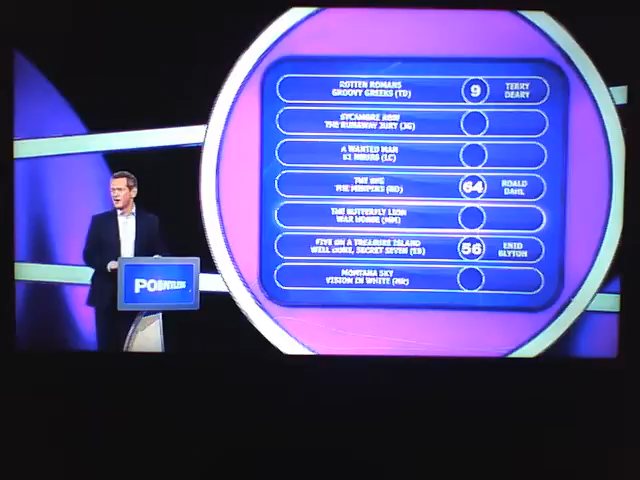 ROTTEN ROMANS
GROOVY GREEKS (TD)
9
TERRY
DEARY
SYCAMORE ROW
THE RUNAWAY JURY (JG)
A WANTED MAN
61 HOURS (LC)
THE BFG
THE MINPINS (RD)
64
ROALD
DAHL
THE BUTTERFLY LION
WAR HORSE (MM)
FIVE ON A TREASURE ISLAND
WELL DONE, SECRET SEVEN (EB)
56
ENID
BLYTON
MONTANA SKY
VISION IN WHITE (NR)
POINTLESS